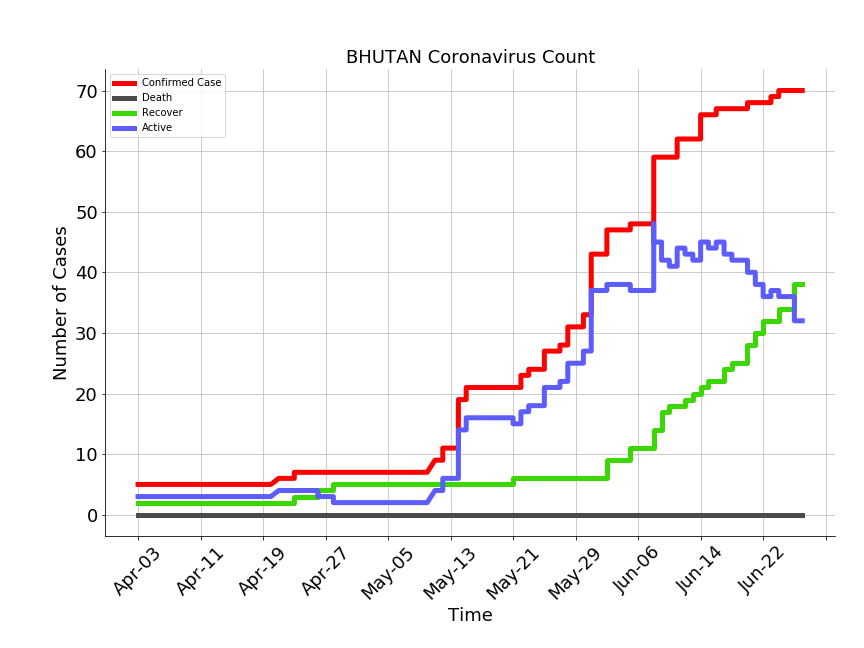 BHUTAN Coronavirus Count
Confirmed Case
Death
Recover
Active
70
60
50
40
30
20
10
0
Number of Cases
Apr-03
Apr-11
Apr-19
Apr-27
May-05
May-13
May-21
May-29
Jun-06
Jun-14
Jun-22
Time